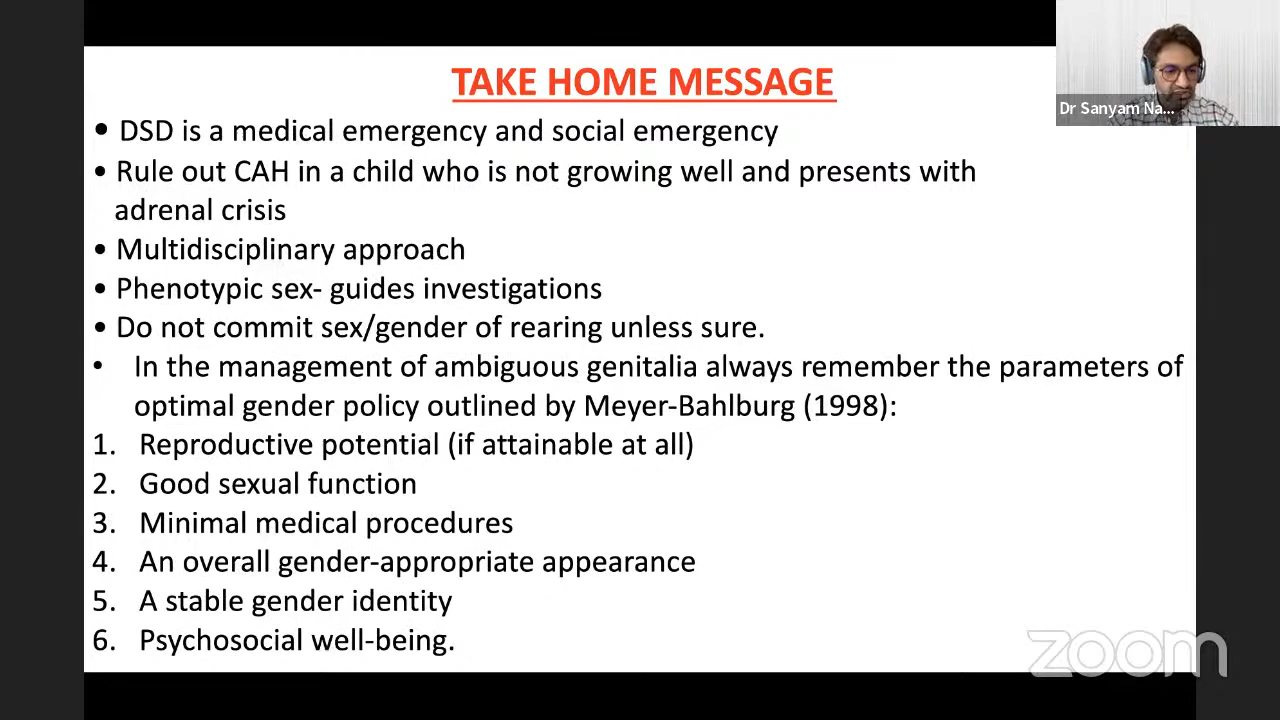 TAKE HOME MESSAGE
Dr Sanyam Na...
• DSD is a medical emergency and social emergency
• Rule out CAH in a child who is not growing well and presents with
adrenal crisis
• Multidisciplinary approach
• Phenotypic sex- guides investigations
• Do not commit sex/gender of rearing unless sure.
• In the management of ambiguous genitalia always remember the parameters of
optimal gender policy outlined by Meyer-Bahlburg (1998):
1. Reproductive potential (if attainable at all)
2. Good sexual function
3. Minimal medical procedures
4. An overall gender-appropriate appearance
5. A stable gender identity
6. Psychosocial well-being.
zoom